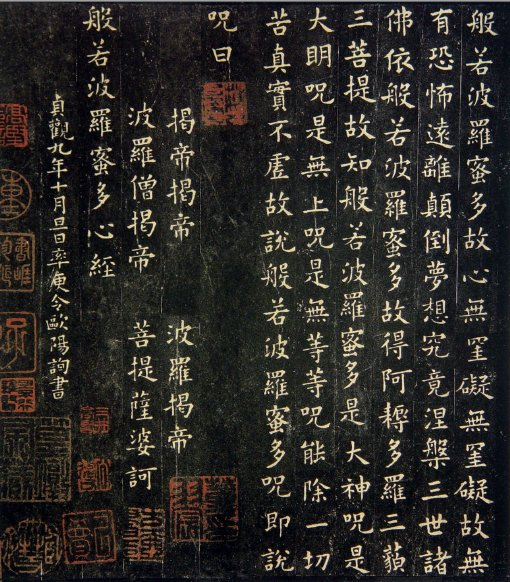 般若波羅蜜多故心無罣礙無罣礙故無
有恐怖遠離顛倒夢想究竟涅槃三世諸
佛依般若波羅蜜多故得阿耨多羅三藐
三菩提故知般若波羅蜜多是大神咒是
大明咒是無上咒是無等等咒能除一切
苦真實不虛故說般若波羅蜜多咒即說
咒曰
揭帝揭帝 波羅揭帝
波羅僧揭帝 菩提薩婆訶
般若波羅蜜多心經
貞觀九年十月旦日率更令歐陽詢書